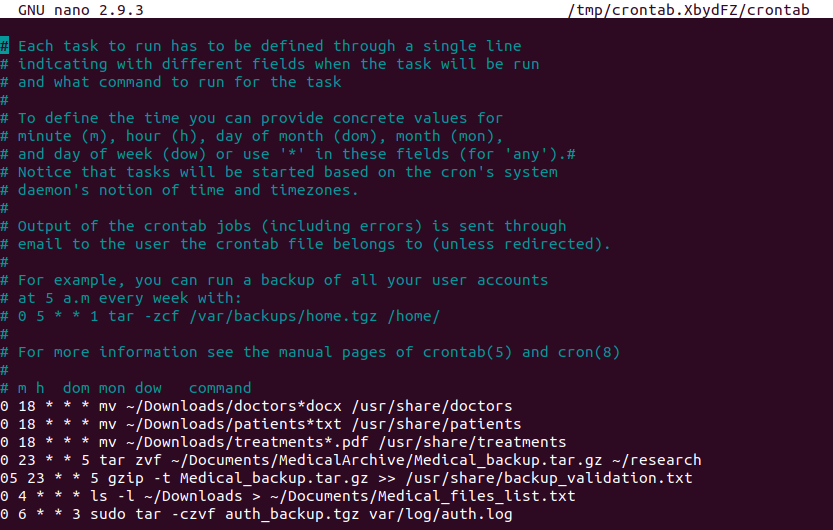 GNU nano 2.9.3 /tmp/crontab.XbydFZ/crontab
# Each task to run has to be defined through a single line
# indicating with different fields when the task will be run
# and what command to run for the task
#
# To define the time you can provide concrete values for
# minute (m), hour (h), day of month (dom), month (mon),
# and day of week (dow) or use '*' in these fields (for 'any').#
# Notice that tasks will be started based on the cron's system
# daemon's notion of time and timezones.
#
# Output of the crontab jobs (including errors) is sent through
# email to the user the crontab file belongs to (unless redirected).
#
# For example, you can run a backup of all your user accounts
# at 5 a.m every week with:
# 0 5 * * 1 tar -zcf /var/backups/home.tgz /home/
#
# For more information see the manual pages of crontab(5) and cron(8)
#
# m h  dom mon dow   command
0 18 * * * mv ~/Downloads/doctors*docx /usr/share/doctors
0 18 * * * mv ~/Downloads/patients*txt /usr/share/patients
0 18 * * * mv ~/Downloads/treatments*.pdf /usr/share/treatments
0 23 * * 5 tar zvf ~/Documents/MedicalArchive/Medical_backup.tar.gz ~/research
05 23 * * 5 gzip -t Medical_backup.tar.gz >> /usr/share/backup_validation.txt
0 4 * * * ls -l ~/Downloads > ~/Documents/Medical_files_list.txt
0 6 * * 3 sudo tar -czvf auth_backup.tgz var/log/auth.log